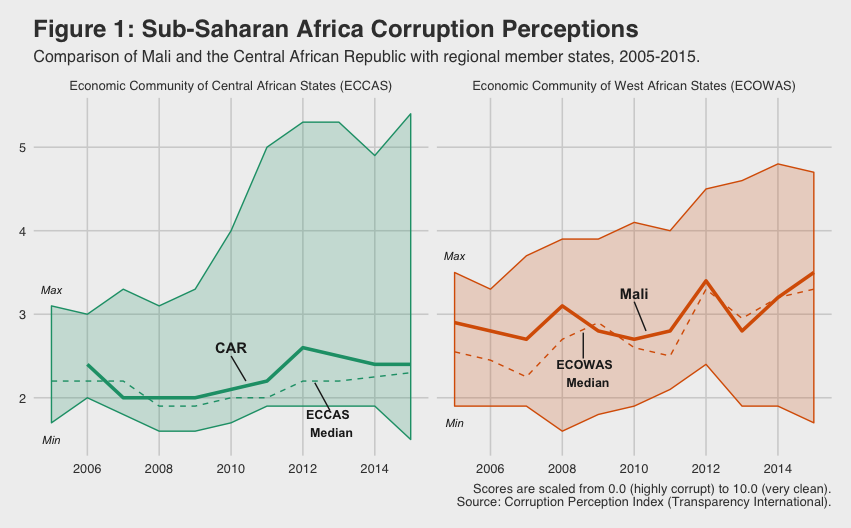 Figure 1: Sub-Saharan Africa Corruption Perceptions
Comparison of Mali and the Central African Republic with regional member states, 2005-2015.
Economic Community of Central African States (ECCAS)
5
4
3
2
Max
Min
CAR
ECCAS
Median
2006
2008
2010
2012
2014
Economic Community of West African States (ECOWAS)
Max
Min
Mali
ECOWAS
Median
2006
2008
2010
2012
2014
Scores are scaled from 0.0 (highly corrupt) to 10.0 (very clean).
Source: Corruption Perception Index (Transparency International).